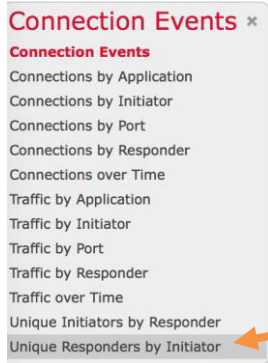 Connection Events ×
Connection Events
Connections by Application
Connections by Initiator
Connections by Port
Connections by Responder
Connections over Time
Traffic by Application
Traffic by Initiator
Traffic by Port
Traffic by Responder
Traffic over Time
Unique Initiators by Responder
Unique Responders by Initiator